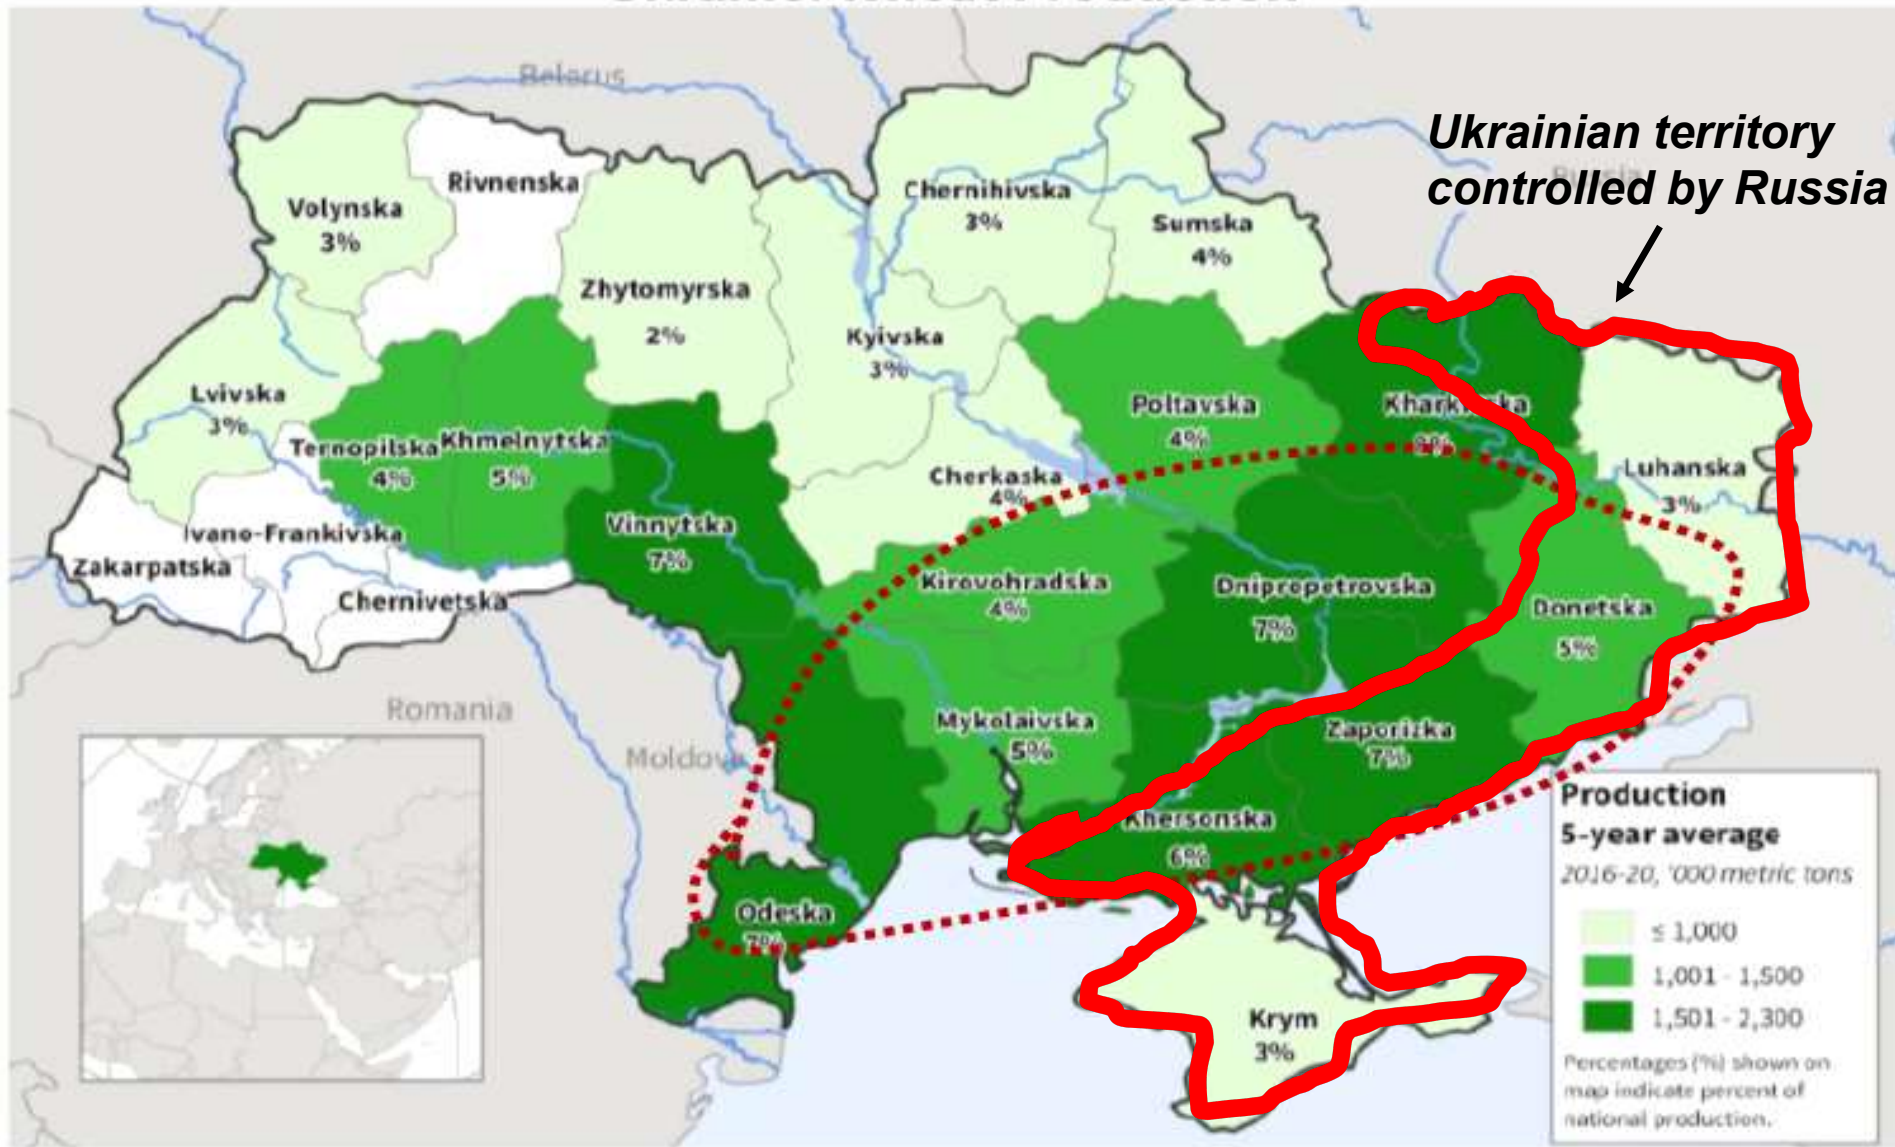 Belarus
Ukrainian territory
controlled by Russia
Rivnenska
Volynska
3%
Chernihivska
3%
Sumska
4%
Zhytomyrska
2%
Kyivska
3%
Lvivska
3%
Ternopilska
4%
Khmelnytska
5%
Poltavska
4%
Cherkaska
4%
Luhanska
3%
Vinnytska
7%
Ivano-Frankivska
Zakarpatska
Chernivetska
Kirovohradska
4%
Dnipropetrovska
7%
Donetska
5%
Romania
Moldova
Mykolaivska
5%
Zaporizka
7%
Khersonska
6%
Odeska
7%
Krym
3%
Production
5-year average
2016-20, '000 metric tons
≤ 1,000
1,001 - 1,500
1,501 - 2,300
Percentages (%) shown on
map indicate percent of
national production.